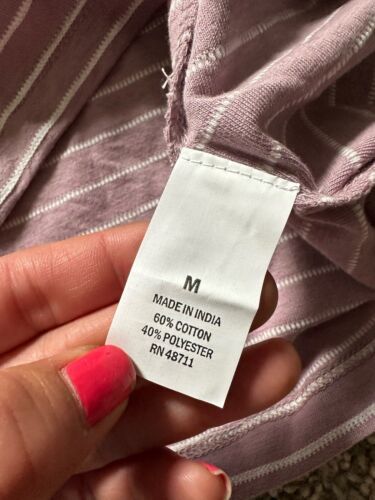 M
MADE IN INDIA
60% COTTON
40% POLYESTER
RN 48711